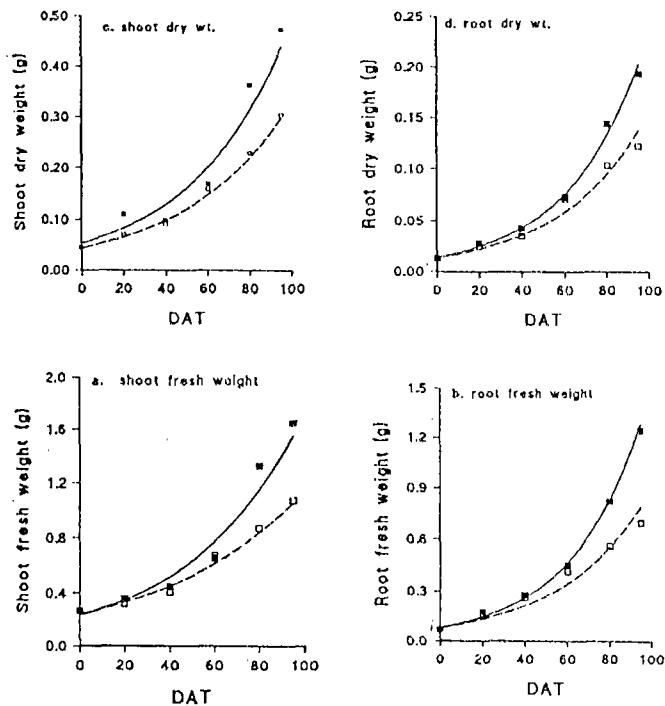 c. shoot dry wt.
Shoot dry weight (g)
0.50
0.40
0.30
0.20
0.10
0.00
0 20 40 60 80 100
DAT
d. root dry wt.
Root dry weight (g)
0.25
0.20
0.15
0.10
0.05
0.00
0 20 40 60 80 100
DAT
a. shoot fresh weight
Shoot fresh weight (g)
2.0
1.6
1.2
0.8
0.4
0.0
0 20 40 60 80 100
DAT
b. root fresh weight
Root fresh weight (g)
1.5
1.2
0.9
0.6
0.3
0.0
0 20 40 60 80 100
DAT